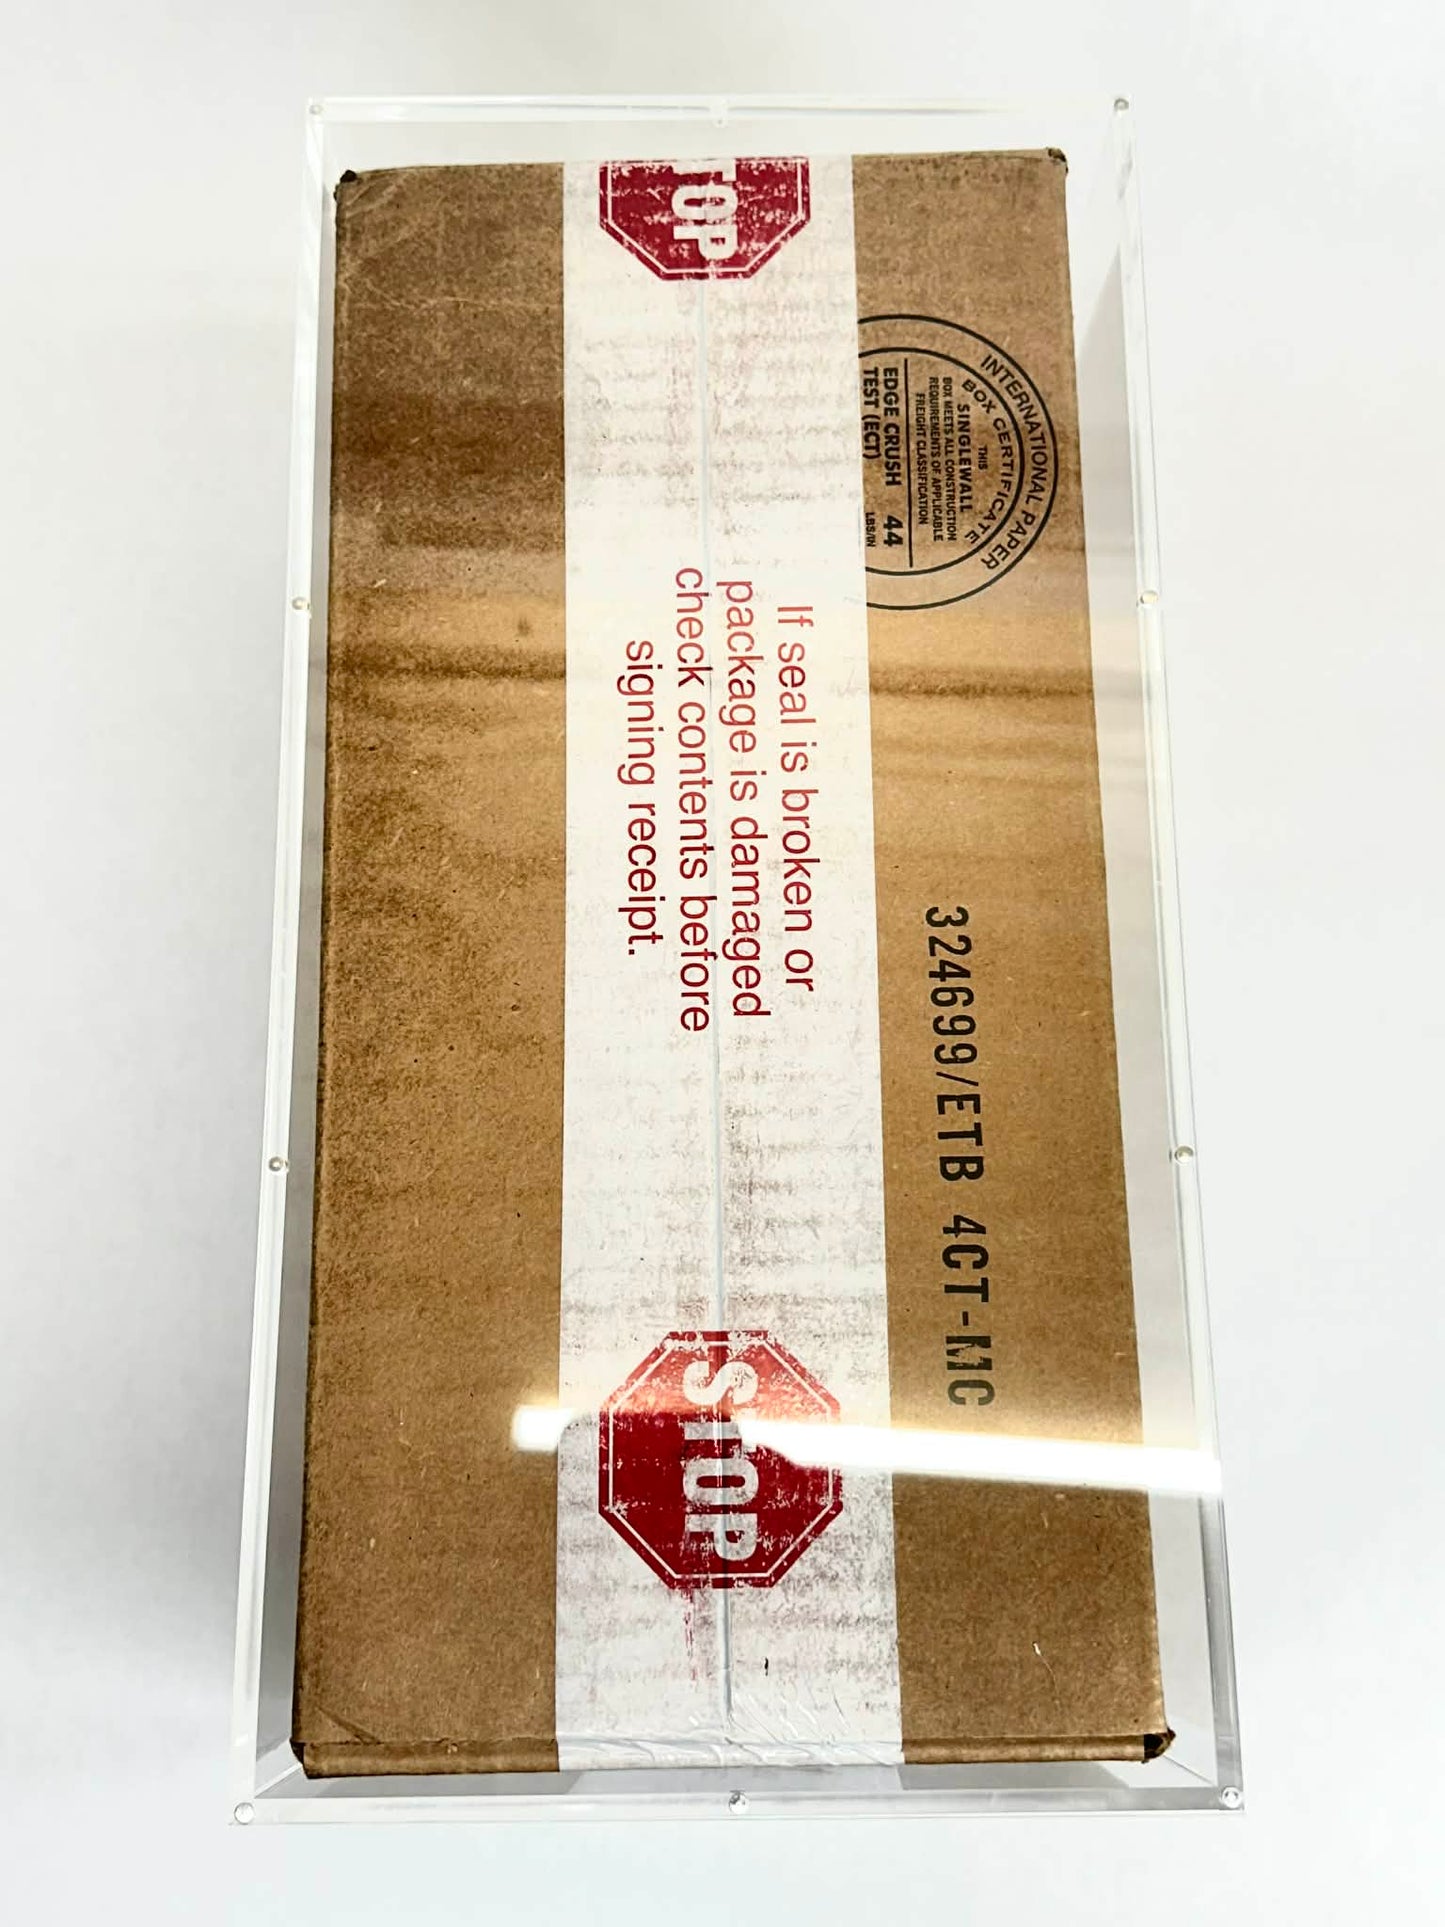 TOP
INTERNATIONAL PAPER
BOX CERTIFICATE
THIS
SINGLEWALL
BOX MEETS ALL CONSTRUCTION
REQUIREMENTS OF APPLICABLE
FREIGHT CLASSIFICATION
EDGE CRUSH 44
TEST (ECT) LBS/IN
If seal is broken or
package is damaged
check contents before
signing receipt.
324699/ETB 4CT-MC
STOP